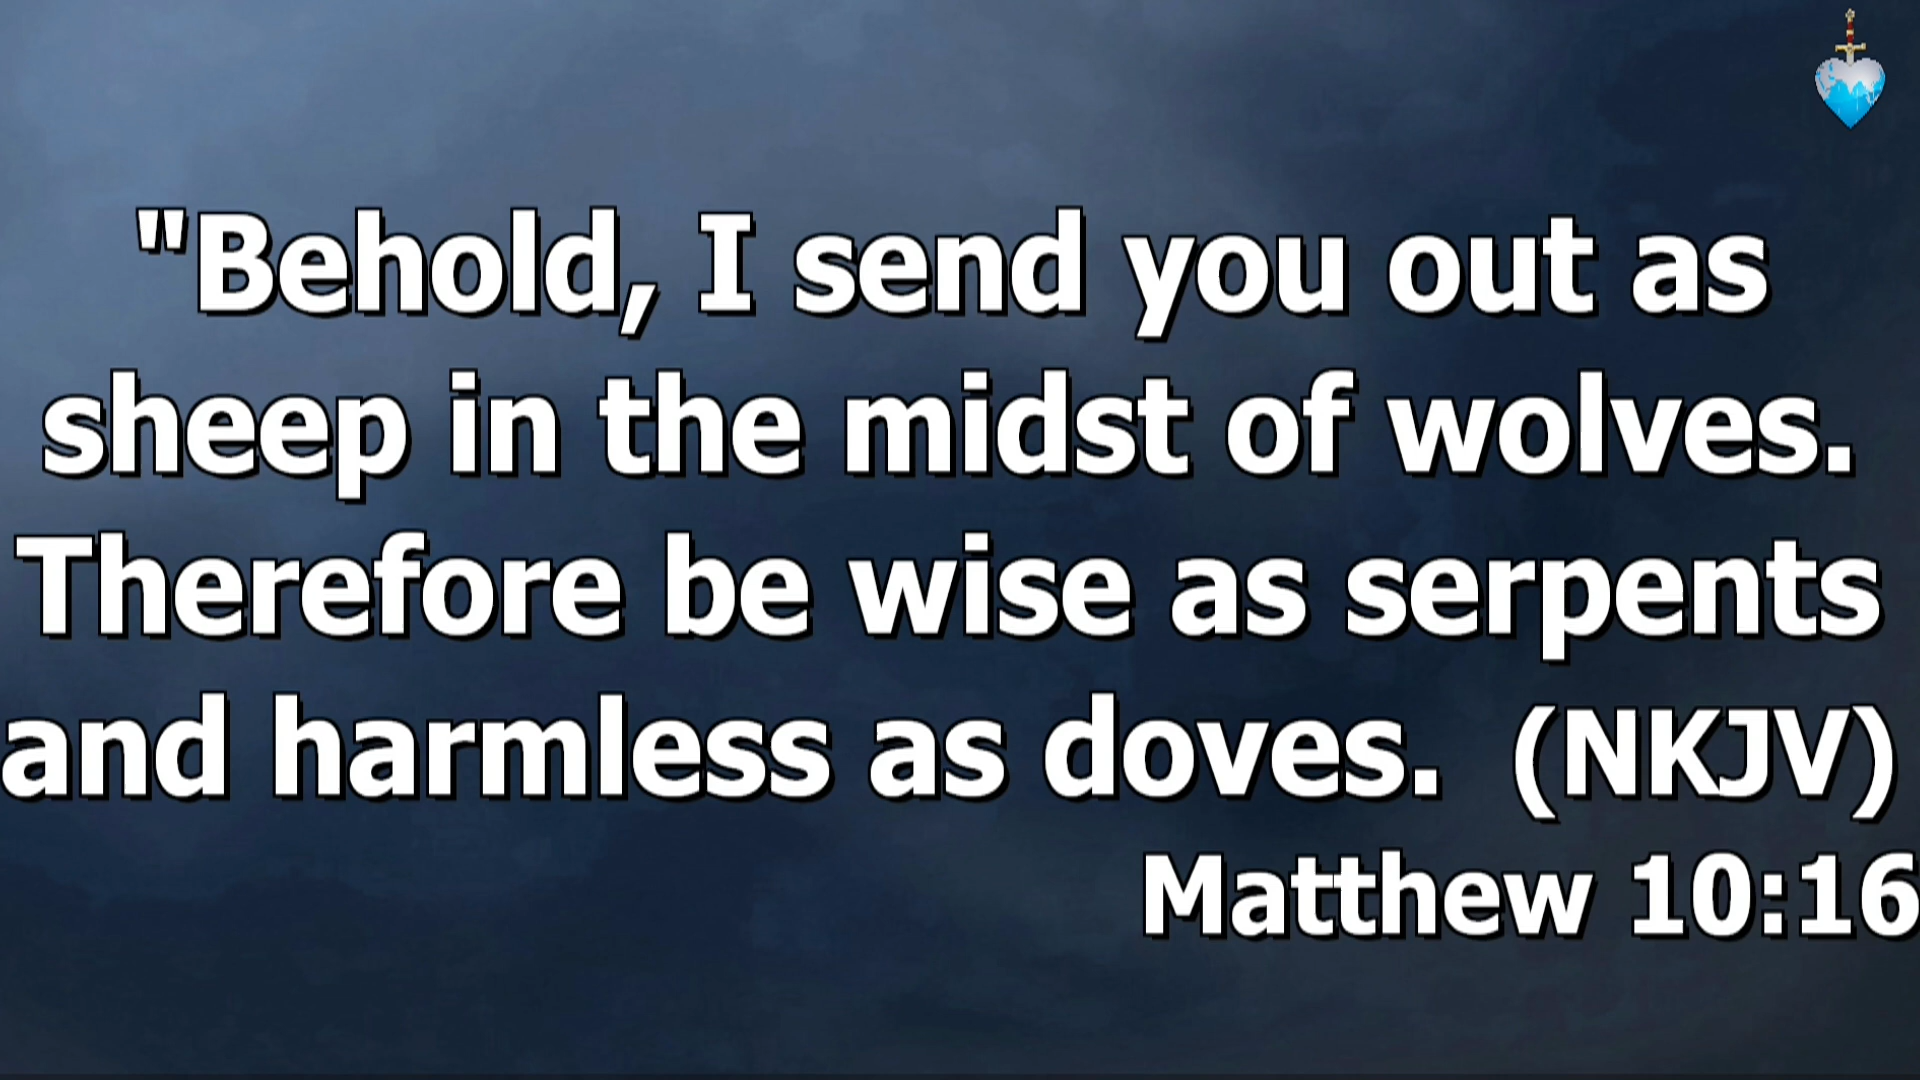 "Behold, I send you out as
sheep in the midst of wolves.
Therefore be wise as serpents
and harmless as doves.  (NKJV)
Matthew 10:16